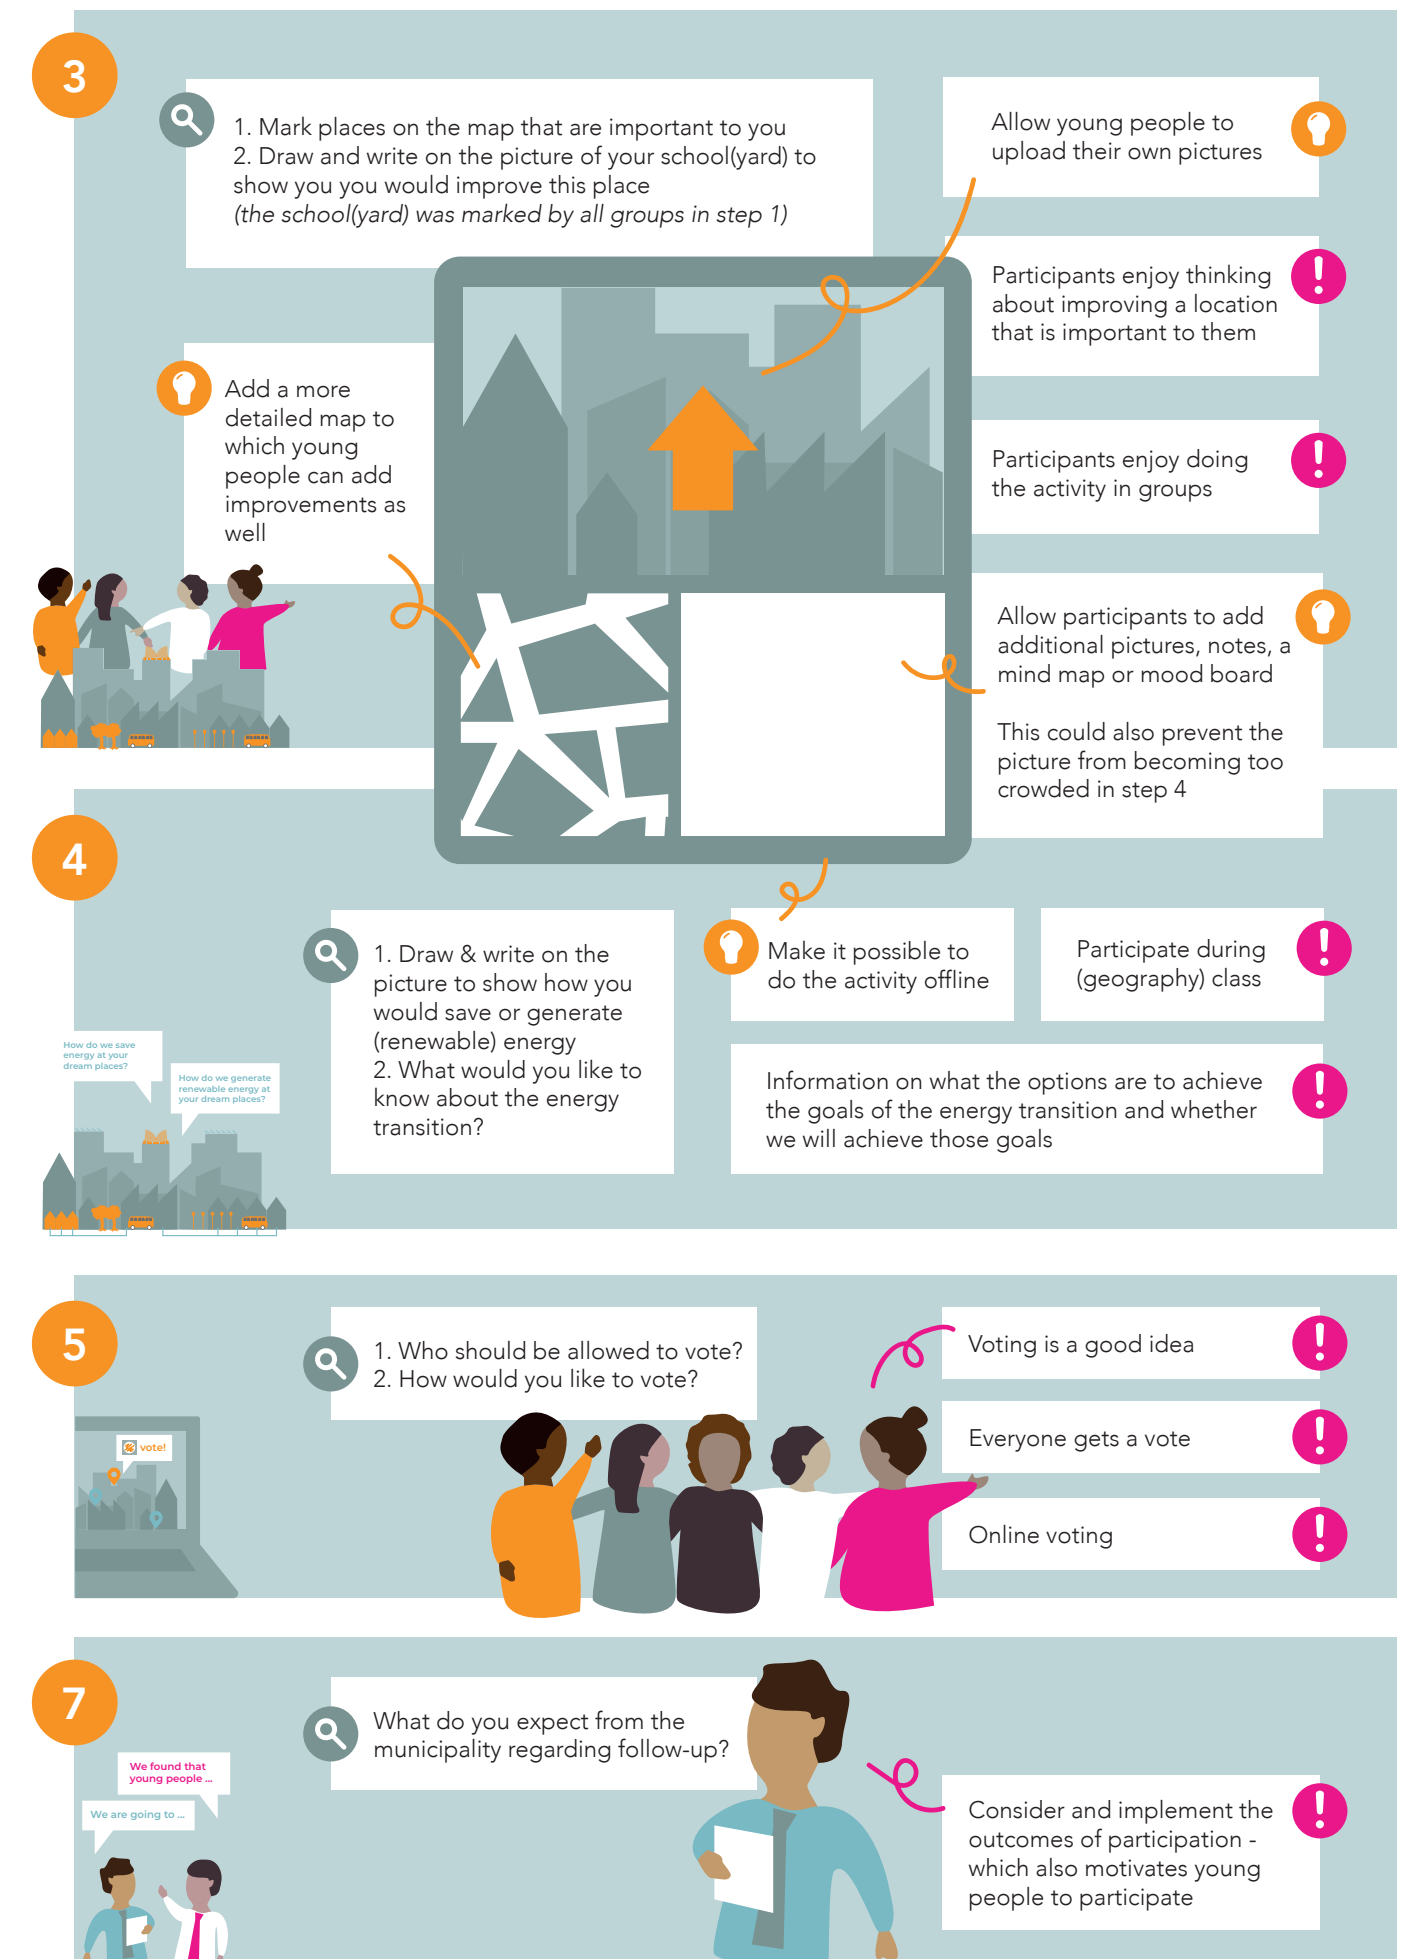 3
1. Mark places on the map that are important to you
2. Draw and write on the picture of your school(yard) to
show you you would improve this place
(the school(yard) was marked by all groups in step 1)
Allow young people to
upload their own pictures
Participants enjoy thinking
about improving a location
that is important to them
Add a more
detailed map to
which young
people can add
improvements as
well
Participants enjoy doing
the activity in groups
Allow participants to add
additional pictures, notes, a
mind map or mood board
This could also prevent the
picture from becoming too
crowded in step 4
4
1. Draw & write on the
picture to show how you
would save or generate
(renewable) energy
2. What would you like to
know about the energy
transition?
Make it possible to
do the activity offline
Participate during
(geography) class
How do we save
energy at your
dream places?
How do we generate
renewable energy at
your dream places?
Information on what the options are to achieve
the goals of the energy transition and whether
we will achieve those goals
5
1. Who should be allowed to vote?
2. How would you like to vote?
Voting is a good idea
Everyone gets a vote
Online voting
vote!
7
What do you expect from the
municipality regarding follow-up?
We found that
young people ...
We are going to ...
Consider and implement the
outcomes of participation -
which also motivates young
people to participate